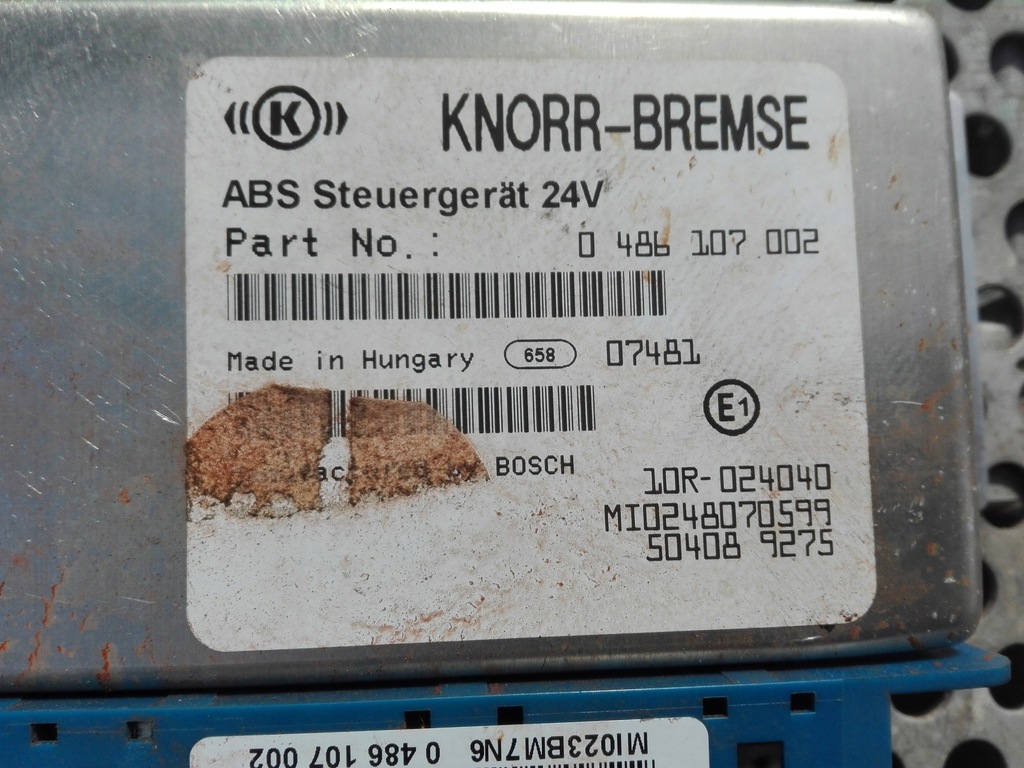 K KNORR-BREMSE
ABS Steuergerät 24V
Part No.: 0 486 107 002
Made in Hungary 658 07481
E1
by BOSCH
10R-024040
MI0248070599
50408 9275
MI023BM7N6 0 486 107 002